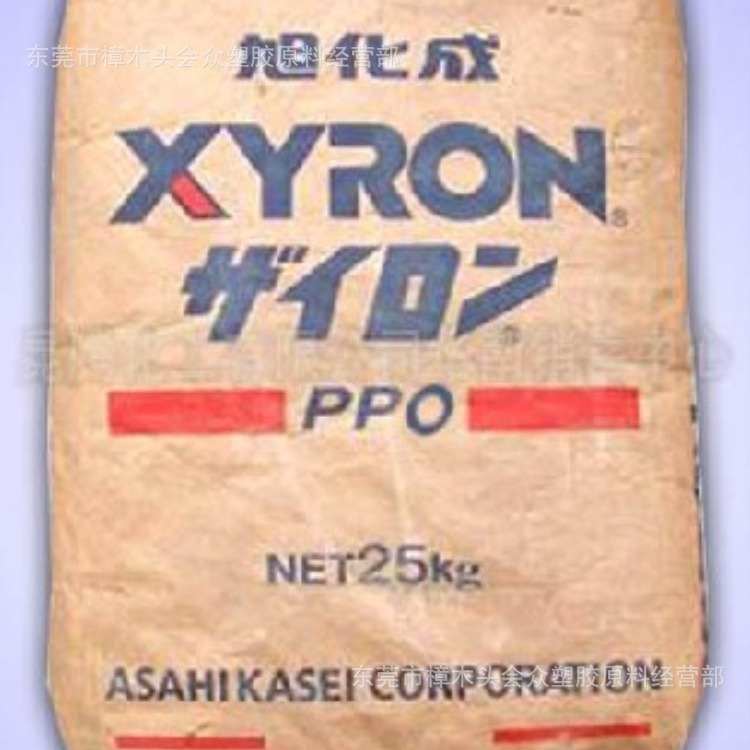 东莞市樟木头会众塑胶原料经营部
旭化成
XYRON®
ザイロン®
PPO
NET 25kg
ASAHI KASEI CORPORATION
东莞市樟木头会众塑胶原料经营部